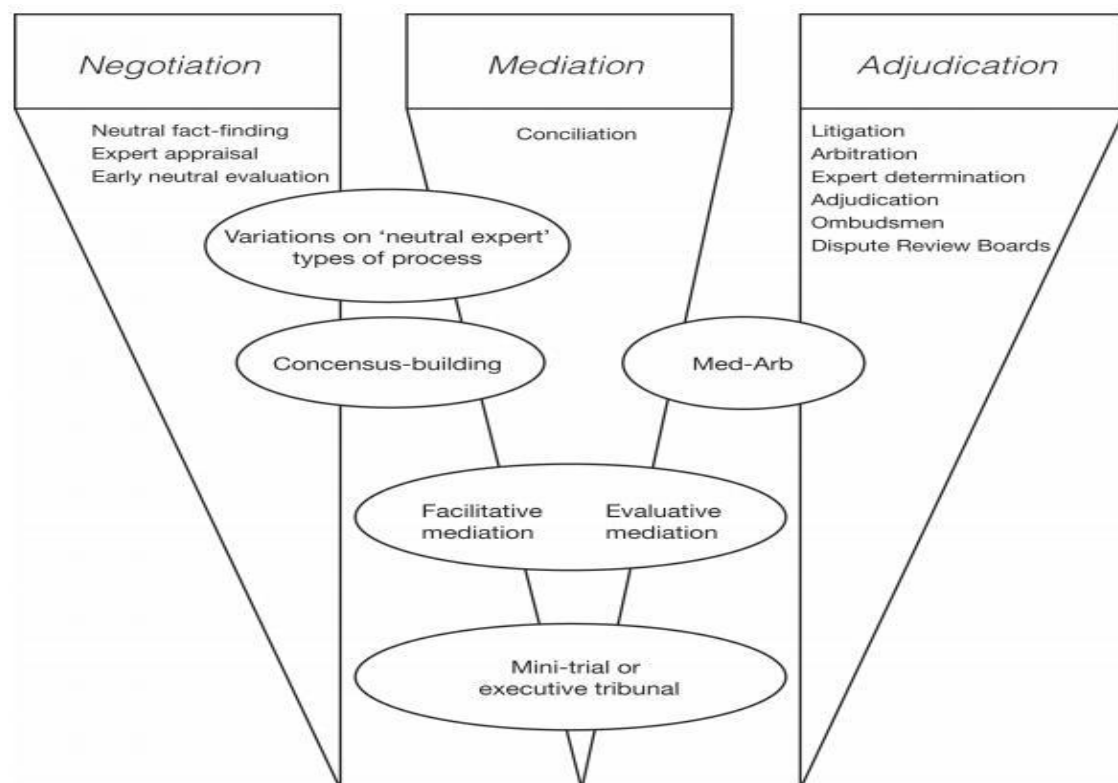 Negotiation
Mediation
Adjudication
Neutral fact-finding
Expert appraisal
Early neutral evaluation
Conciliation
Litigation
Arbitration
Expert determination
Adjudication
Ombudsmen
Dispute Review Boards
Variations on ‘neutral expert’
types of process
Concensus-building
Med-Arb
Facilitative
mediation
Evaluative
mediation
Mini-trial or
executive tribunal